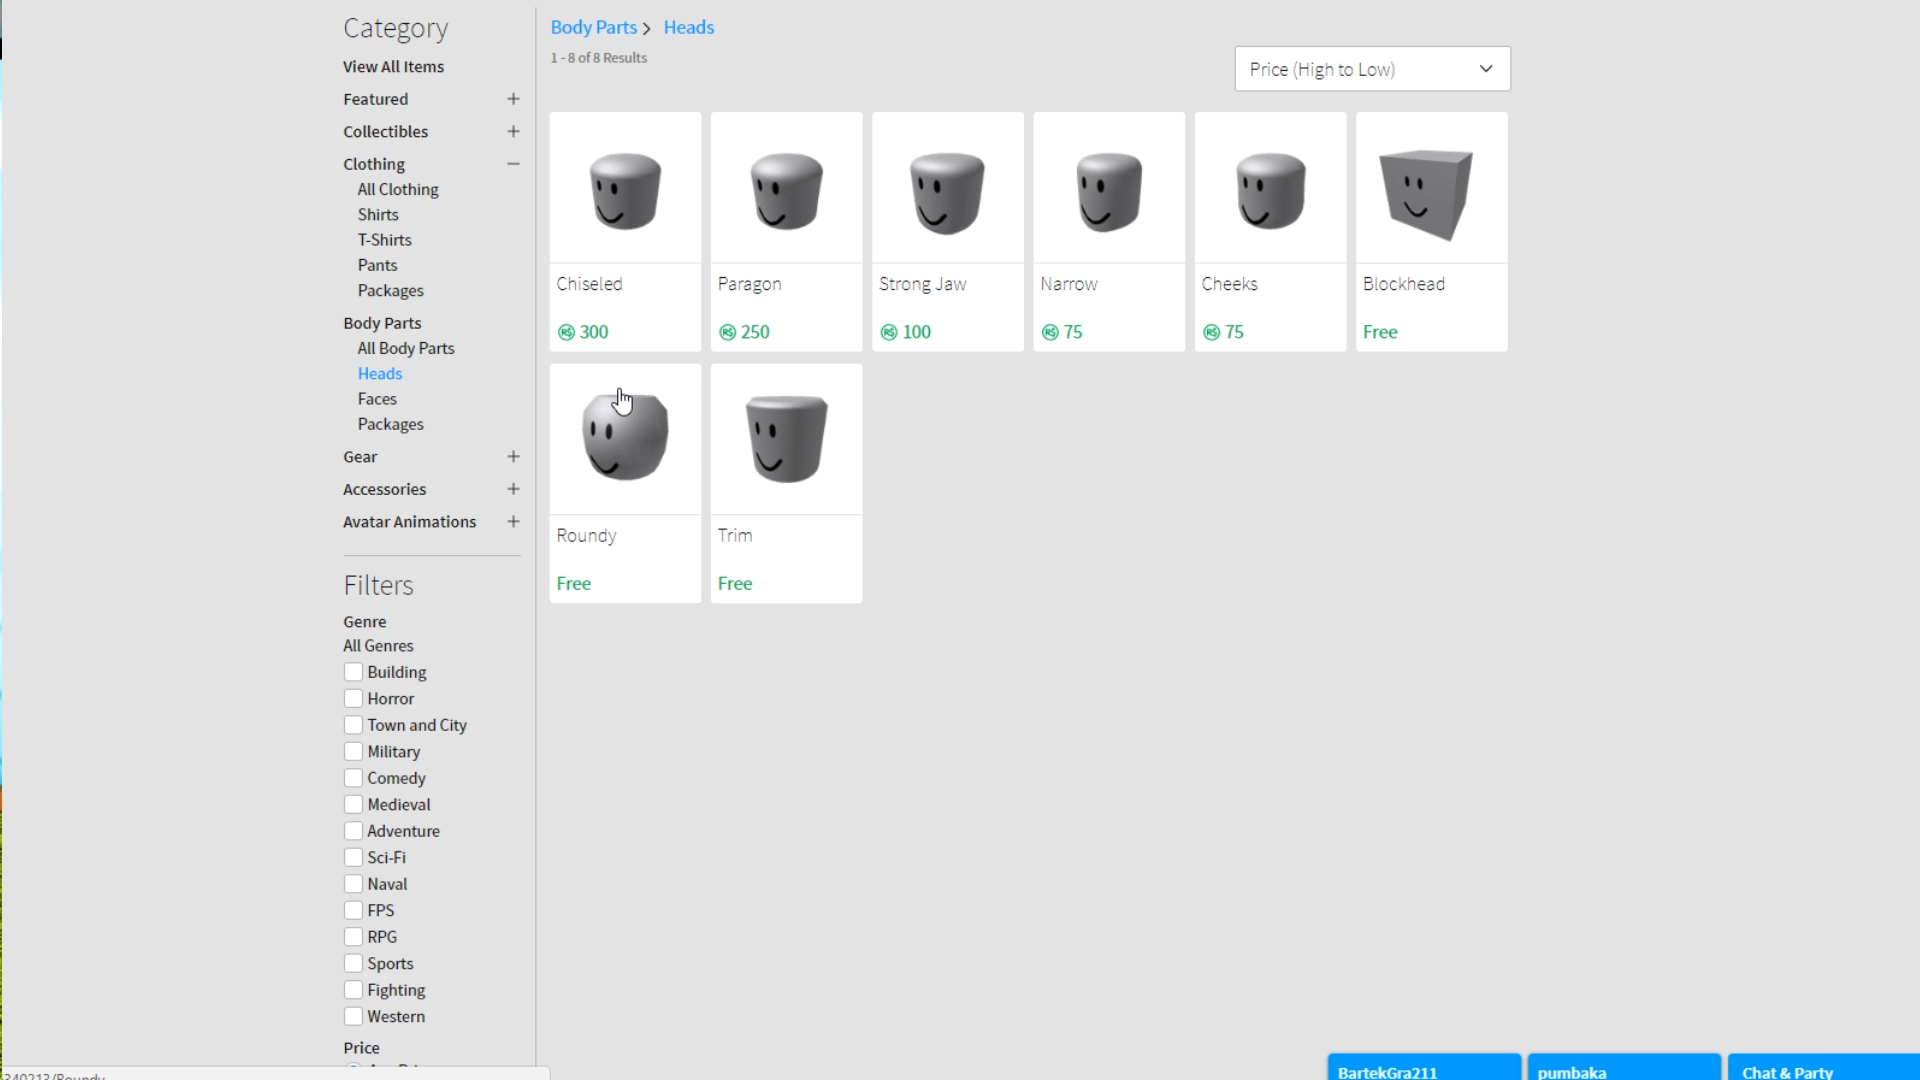 Category
View All Items
Featured
Collectibles
Clothing
All Clothing
Shirts
T-Shirts
Pants
Packages
Body Parts
All Body Parts
Heads
Faces
Packages
Gear
Accessories
Avatar Animations
Filters
Genre
All Genres
Building
Horror
Town and City
Military
Comedy
Medieval
Adventure
Sci-Fi
Naval
FPS
RPG
Sports
Fighting
Western
Price
Body Parts > Heads
1 - 8 of 8 Results
Price (High to Low)
Chiseled
R$ 300
Paragon
R$ 250
Strong Jaw
R$ 100
Narrow
R$ 75
Cheeks
R$ 75
Blockhead
Free
Roundy
Free
Trim
Free
BartekGra211
pumbaka
Chat & Party